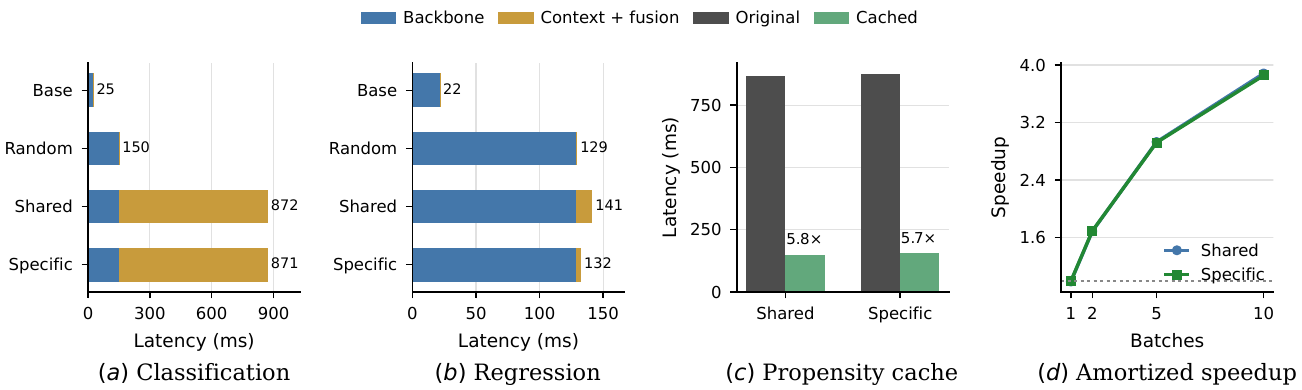 Backbone Context + fusion Original Cached
Base 25
Random 150
Shared 872
Specific 871
0 300 600 900
Latency (ms)
(a) Classification
Base 22
Random 129
Shared 141
Specific 132
0 50 100 150
Latency (ms)
(b) Regression
Latency (ms)
750
500
250
0
5.8× 5.7×
Shared Specific
(c) Propensity cache
Speedup
4.0
3.2
2.4
1.6
Shared
Specific
1 2 5 10
Batches
(d) Amortized speedup